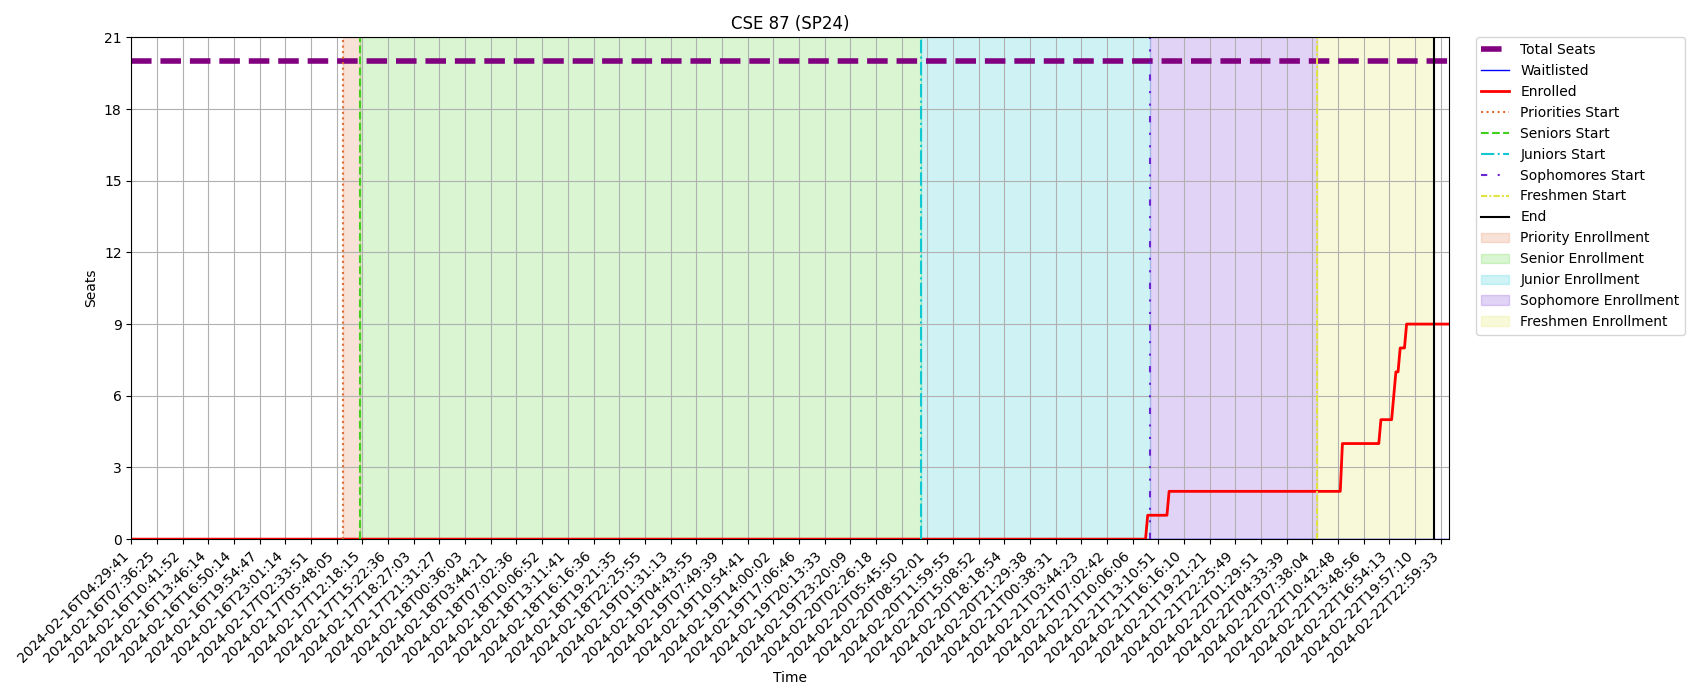 CSE 87 (SP24)
21
18
15
12
9
6
3
0
Seats
2024-02-16T04:29:41
2024-02-16T07:36:25
2024-02-16T10:41:52
2024-02-16T13:46:14
2024-02-16T16:50:14
2024-02-16T19:54:47
2024-02-16T23:01:14
2024-02-17T02:33:51
2024-02-17T05:48:05
2024-02-17T12:18:15
2024-02-17T15:22:36
2024-02-17T18:27:03
2024-02-17T21:31:27
2024-02-18T00:36:03
2024-02-18T03:44:21
2024-02-18T07:02:36
2024-02-18T10:06:52
2024-02-18T13:11:41
2024-02-18T16:16:36
2024-02-18T19:21:35
2024-02-18T22:25:55
2024-02-19T01:31:13
2024-02-19T04:43:55
2024-02-19T07:49:39
2024-02-19T10:54:41
2024-02-19T14:00:02
2024-02-19T17:06:46
2024-02-19T20:13:33
2024-02-19T23:20:09
2024-02-20T02:26:18
2024-02-20T05:45:50
2024-02-20T08:52:01
2024-02-20T11:59:55
2024-02-20T15:08:52
2024-02-20T18:18:54
2024-02-20T21:29:38
2024-02-21T00:38:31
2024-02-21T03:44:23
2024-02-21T07:02:42
2024-02-21T10:06:06
2024-02-21T13:10:51
2024-02-21T16:16:10
2024-02-21T19:21:21
2024-02-21T22:25:49
2024-02-22T01:29:51
2024-02-22T04:33:39
2024-02-22T07:38:04
2024-02-22T10:42:48
2024-02-22T13:48:56
2024-02-22T16:54:13
2024-02-22T19:57:10
2024-02-22T22:59:33
Time
Total Seats
Waitlisted
Enrolled
Priorities Start
Seniors Start
Juniors Start
Sophomores Start
Freshmen Start
End
Priority Enrollment
Senior Enrollment
Junior Enrollment
Sophomore Enrollment
Freshmen Enrollment